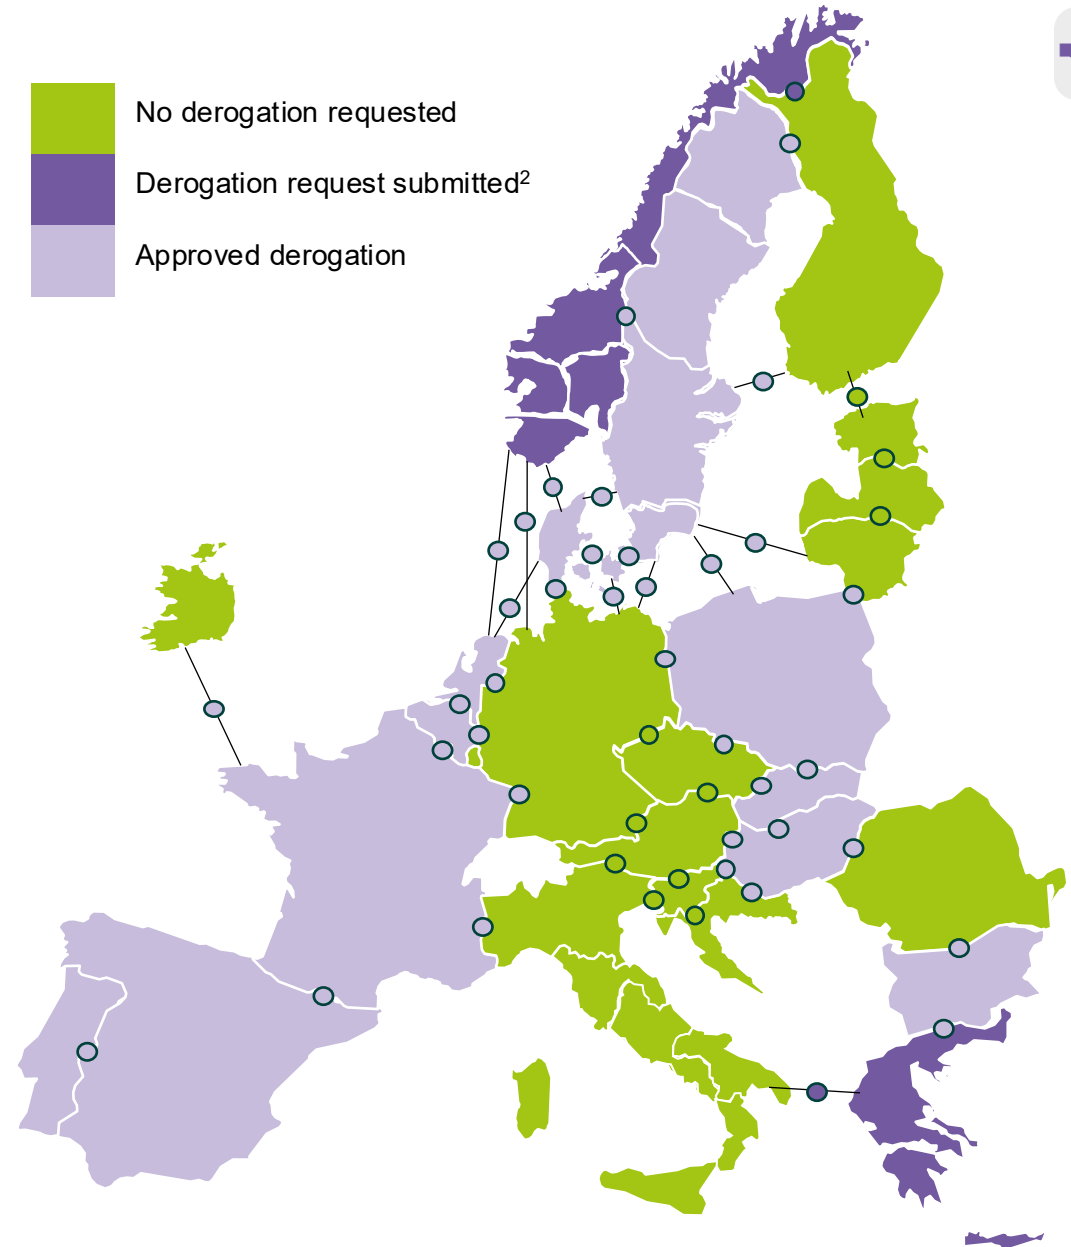 No derogation requested
Derogation request submitted²
Approved derogation